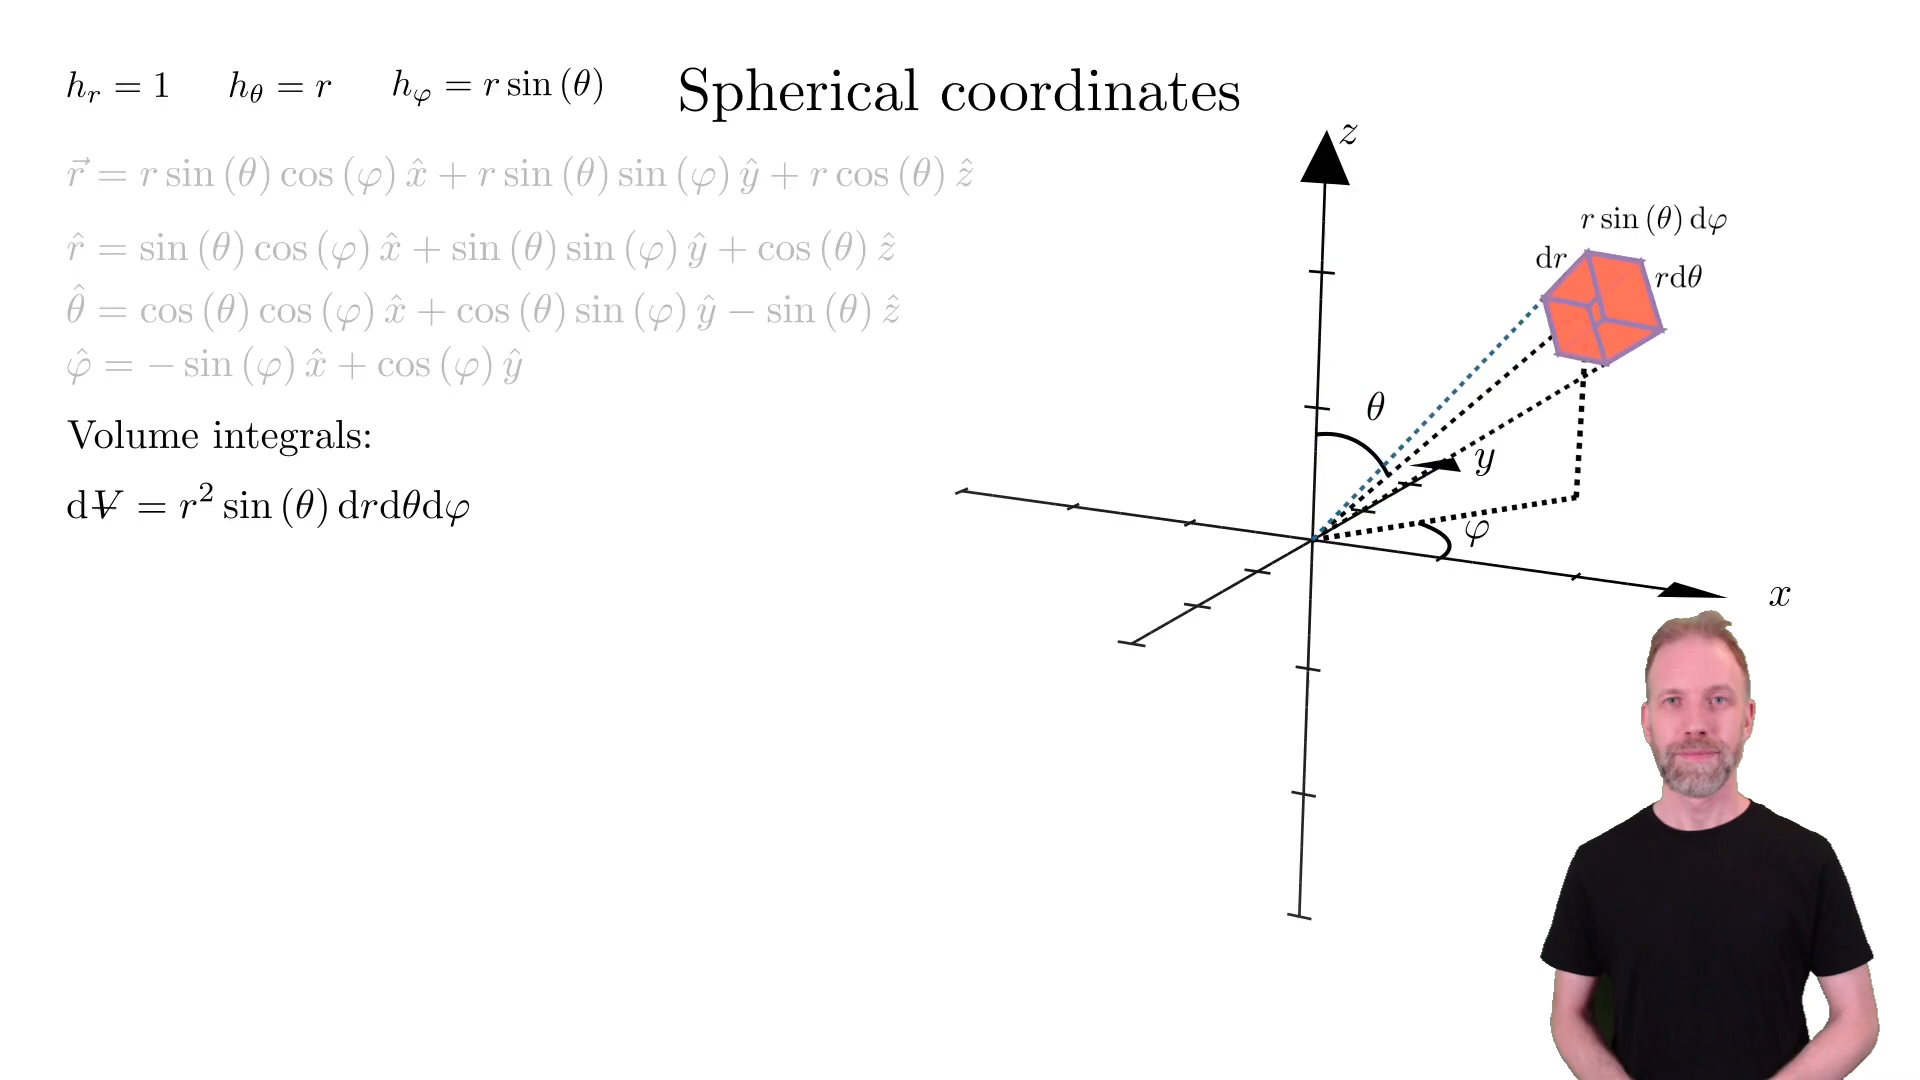 Spherical coordinates
h_r = 1 h_θ = r h_φ = r sin (θ)
r⃗ = r sin (θ) cos (φ) x̂ + r sin (θ) sin (φ) ŷ + r cos (θ) ẑ
r̂ = sin (θ) cos (φ) x̂ + sin (θ) sin (φ) ŷ + cos (θ) ẑ
θ̂ = cos (θ) cos (φ) x̂ + cos (θ) sin (φ) ŷ − sin (θ) ẑ
φ̂ = − sin (φ) x̂ + cos (φ) ŷ
Volume integrals:
dV̶ = r² sin (θ) drdθdφ
z
r sin (θ) dφ
dr
rdθ
θ
y
φ
x